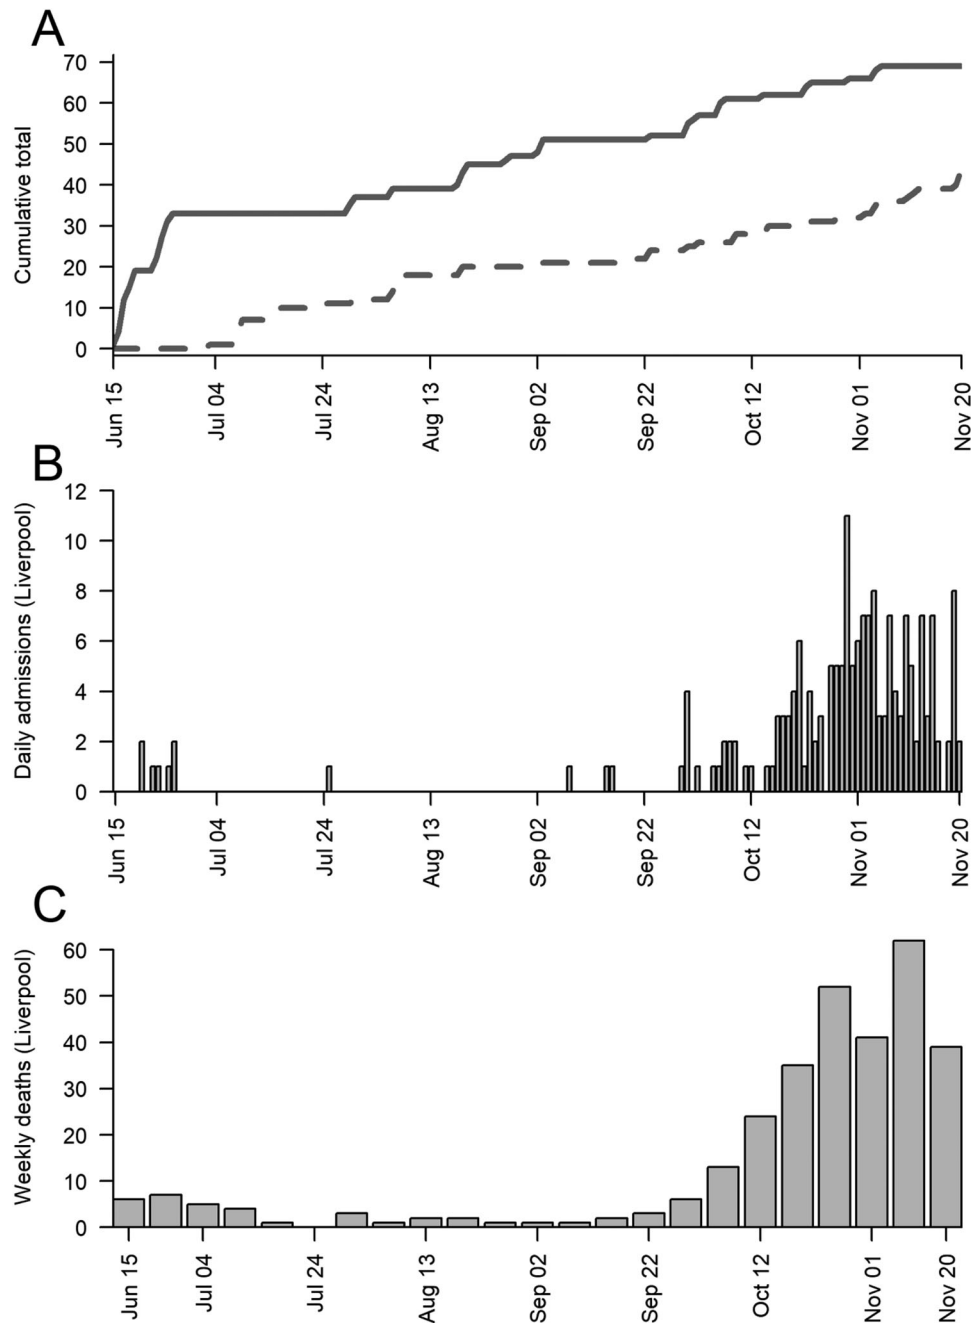 A
Cumulative total
70
60
50
40
30
20
10
0
Jun 15
Jul 04
Jul 24
Aug 13
Sep 02
Sep 22
Oct 12
Nov 01
Nov 20
B
Daily admissions (Liverpool)
12
10
8
6
4
2
0
Jun 15
Jul 04
Jul 24
Aug 13
Sep 02
Sep 22
Oct 12
Nov 01
Nov 20
C
Weekly deaths (Liverpool)
60
50
40
30
20
10
0
Jun 15
Jul 04
Jul 24
Aug 13
Sep 02
Sep 22
Oct 12
Nov 01
Nov 20